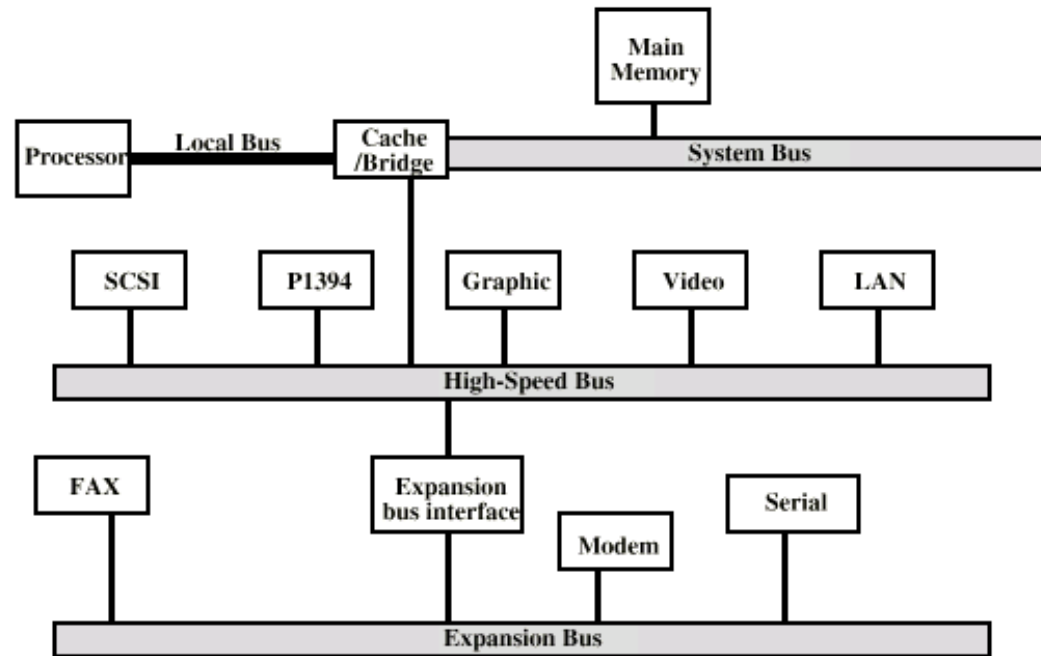 Main
Memory
Processor
Local Bus
Cache
/Bridge
System Bus
SCSI
P1394
Graphic
Video
LAN
High-Speed Bus
FAX
Expansion
bus interface
Modem
Serial
Expansion Bus